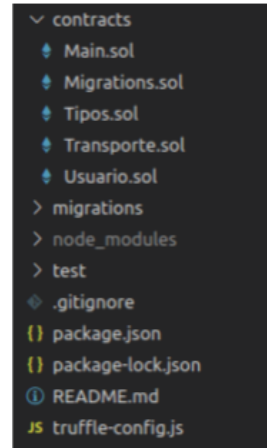 contracts
Main.sol
Migrations.sol
Tipos.sol
Transporte.sol
Usuario.sol
migrations
node_modules
test
.gitignore
{} package.json
{} package-lock.json
README.md
JS truffle-config.js